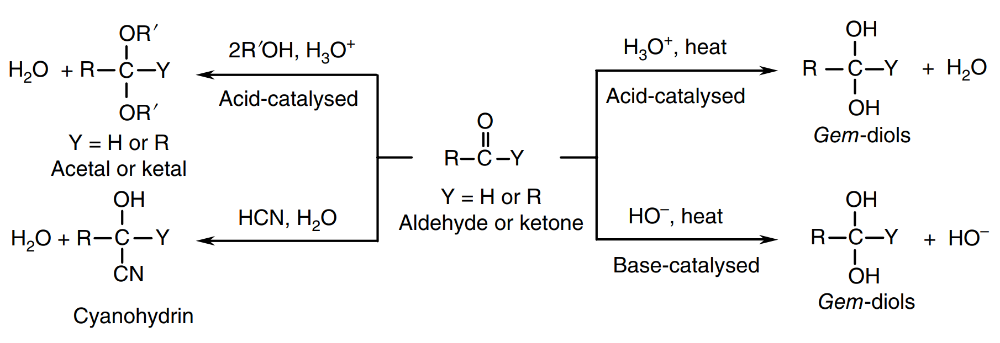 H₂O + R—C—Y
OR′
OR′
Y = H or R
Acetal or ketal
2R′OH, H₃O⁺
Acid-catalysed
OH
H₂O + R—C—Y
CN
Cyanohydrin
HCN, H₂O
O
R—C—Y
Y = H or R
Aldehyde or ketone
H₃O⁺, heat
Acid-catalysed
OH
R—C—Y + H₂O
OH
Gem-diols
HO⁻, heat
Base-catalysed
OH
R—C—Y + HO⁻
OH
Gem-diols